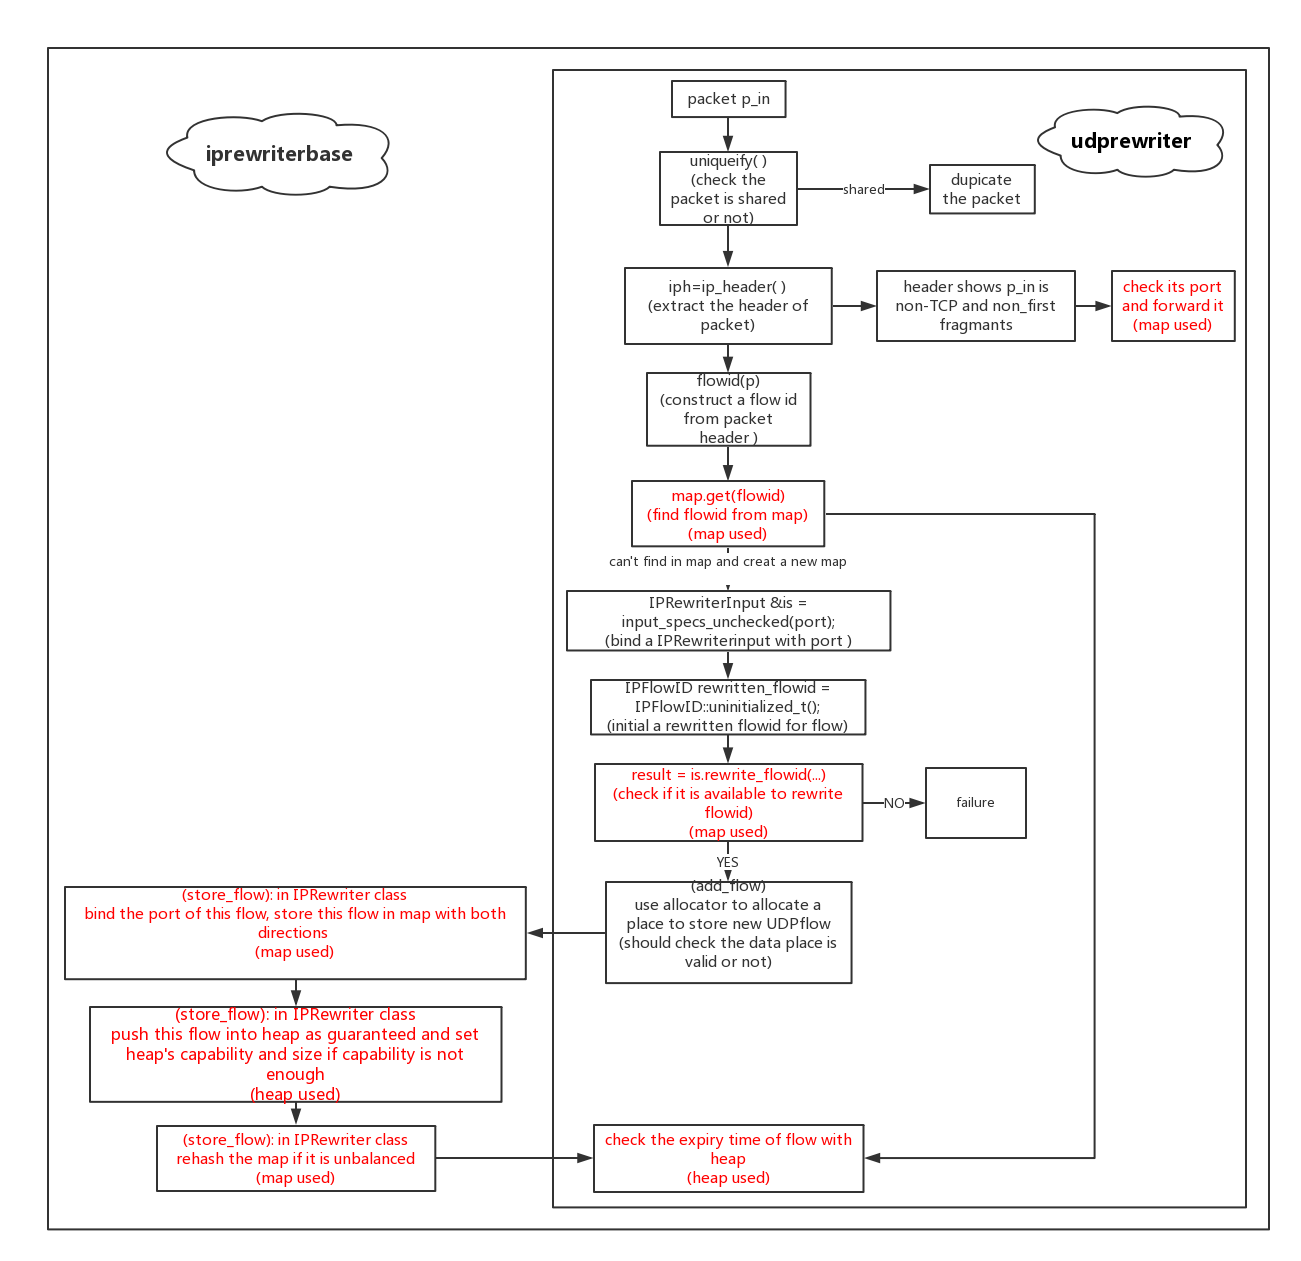 packet p_in
iprewriterbase
udprewriter
uniqueify( )
(check the
packet is shared
or not)
shared
dupicate
the packet
iph=ip_header( )
(extract the header of
packet)
header shows p_in is
non-TCP and non_first
fragmants
check its port
and forward it
(map used)
flowid(p)
(construct a flow id
from packet
header )
map.get(flowid)
(find flowid from map)
(map used)
can't find in map and creat a new map
IPRewriterInput &is =
input_specs_unchecked(port);
(bind a IPRewriterinput with port )
IPFlowID rewritten_flowid =
IPFlowID::uninitialized_t();
(initial a rewritten flowid for flow)
result = is.rewrite_flowid(...)
(check if it is available to rewrite
flowid)
(map used)
NO
failure
YES
(add_flow)
use allocator to allocate a
place to store new UDPflow
(should check the data place is
valid or not)
(store_flow): in IPRewriter class
bind the port of this flow, store this flow in map with both
directions
(map used)
(store_flow): in IPRewriter class
push this flow into heap as guaranteed and set
heap's capability and size if capability is not
enough
(heap used)
(store_flow): in IPRewriter class
rehash the map if it is unbalanced
(map used)
check the expiry time of flow with
heap
(heap used)